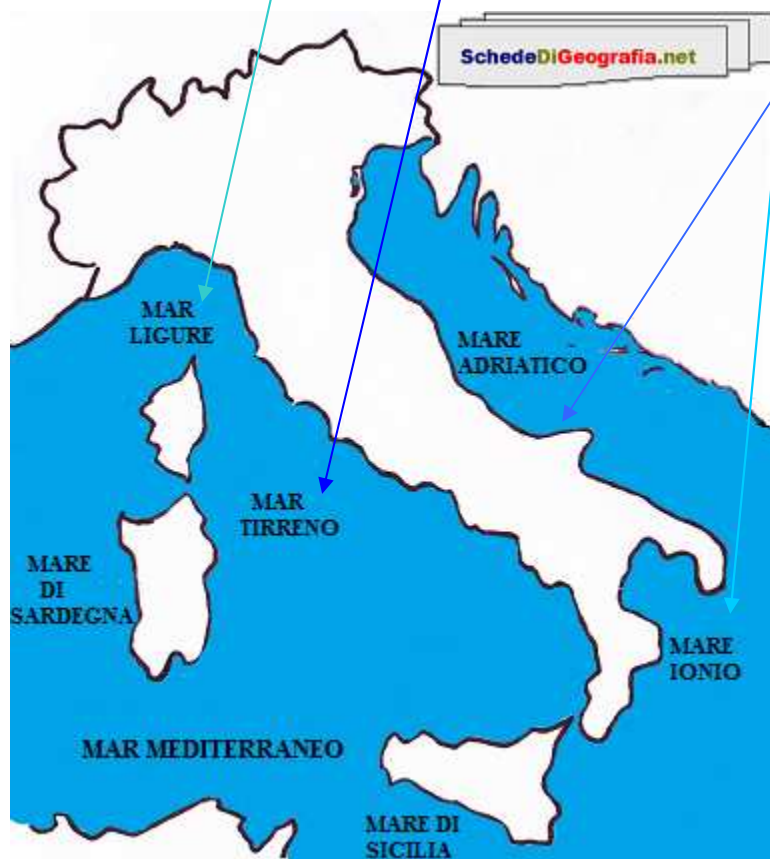 SchedeDiGeografia.net
MAR
LIGURE
MARE
ADRIATICO
MAR
TIRRENO
MARE
DI
SARDEGNA
MARE
IONIO
MAR MEDITERRANEO
MARE DI
SICILIA